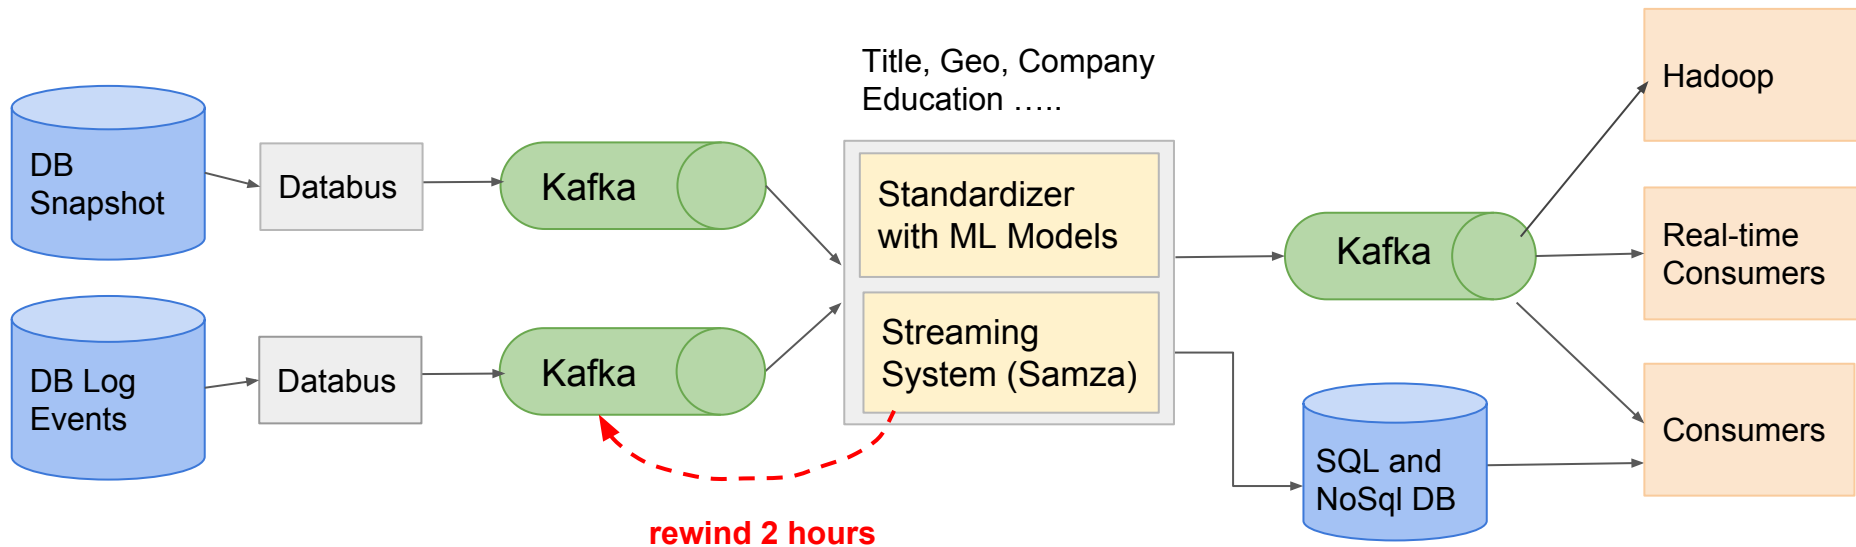 Title, Geo, Company
Education …..
DB
Snapshot
Databus
Kafka
Standardizer
with ML Models
Kafka
Hadoop
Real-time
Consumers
DB Log
Events
Databus
Kafka
Streaming
System (Samza)
SQL and
NoSql DB
Consumers
rewind 2 hours